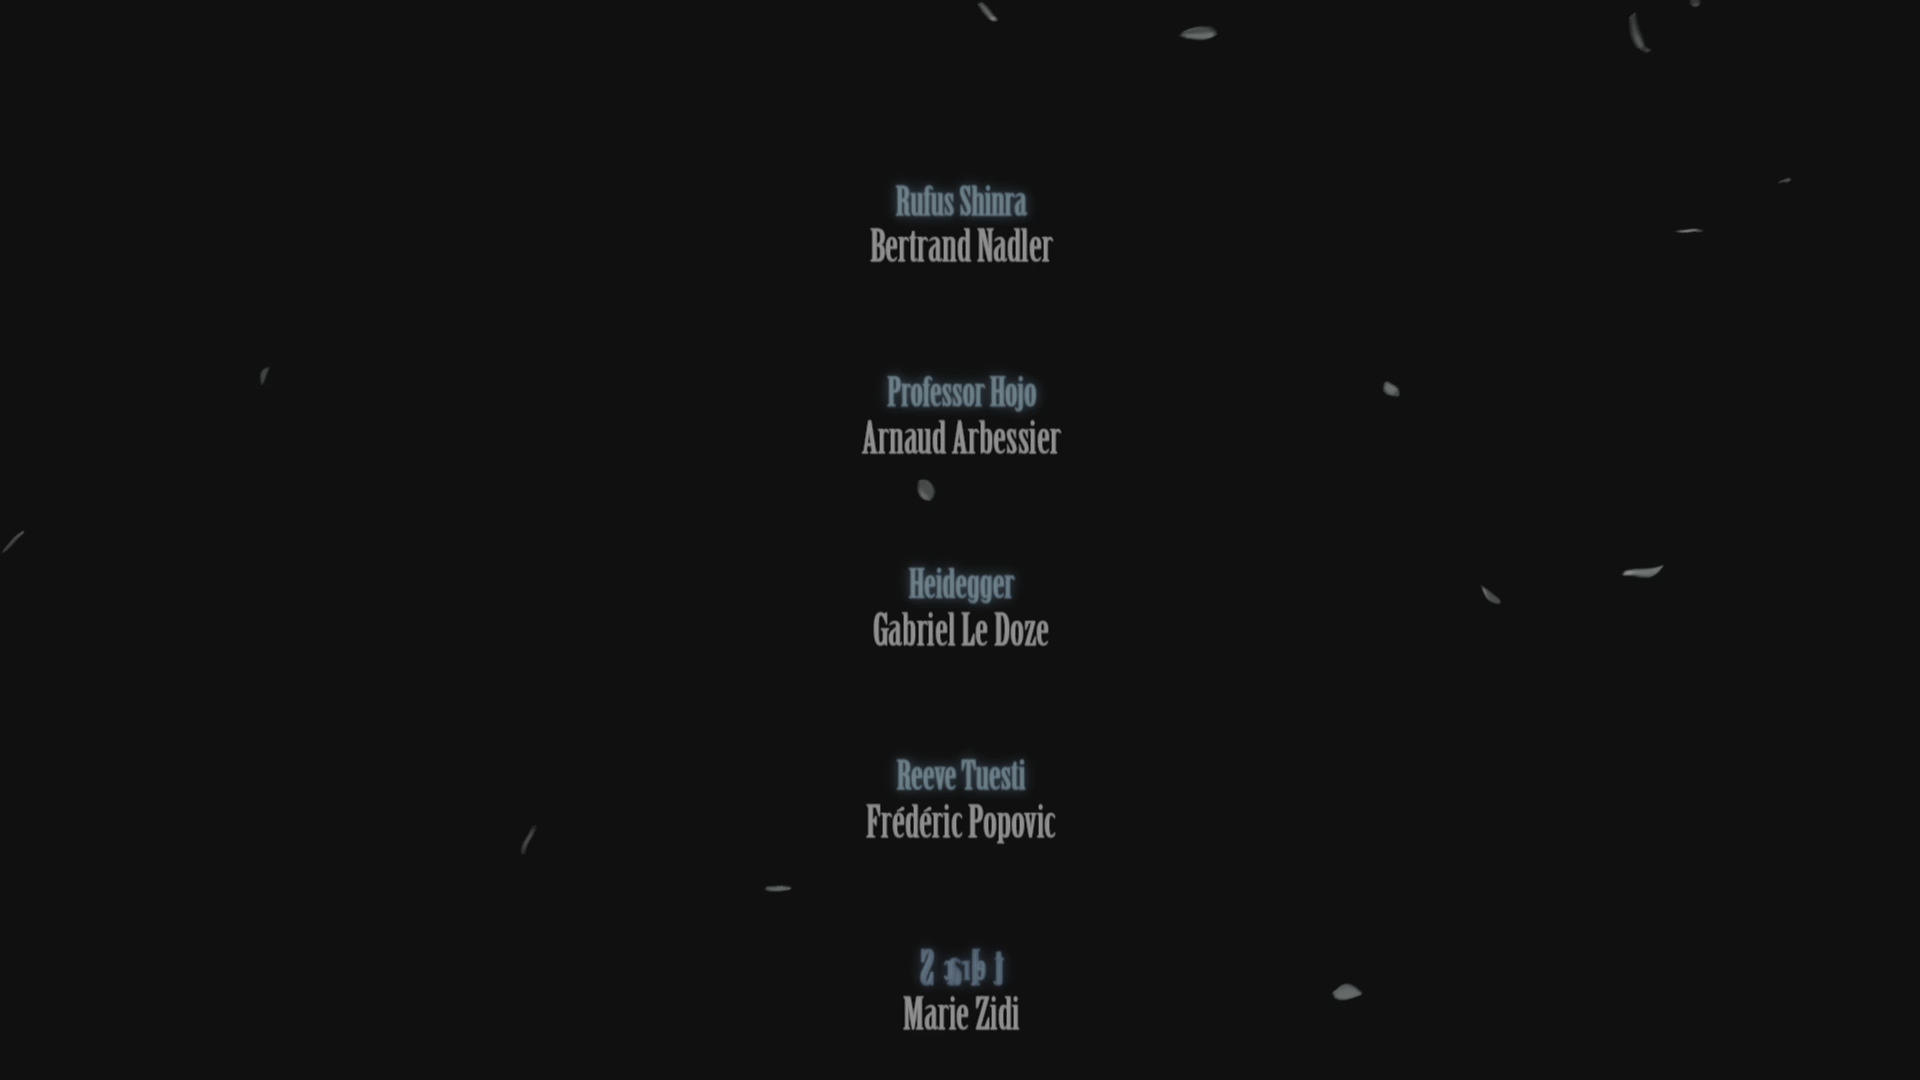 Rufus Shinra
Bertrand Nadler
Professor Hojo
Arnaud Arbessier
Heidegger
Gabriel Le Doze
Reeve Tuesti
Frédéric Popovic
Marie Zidi